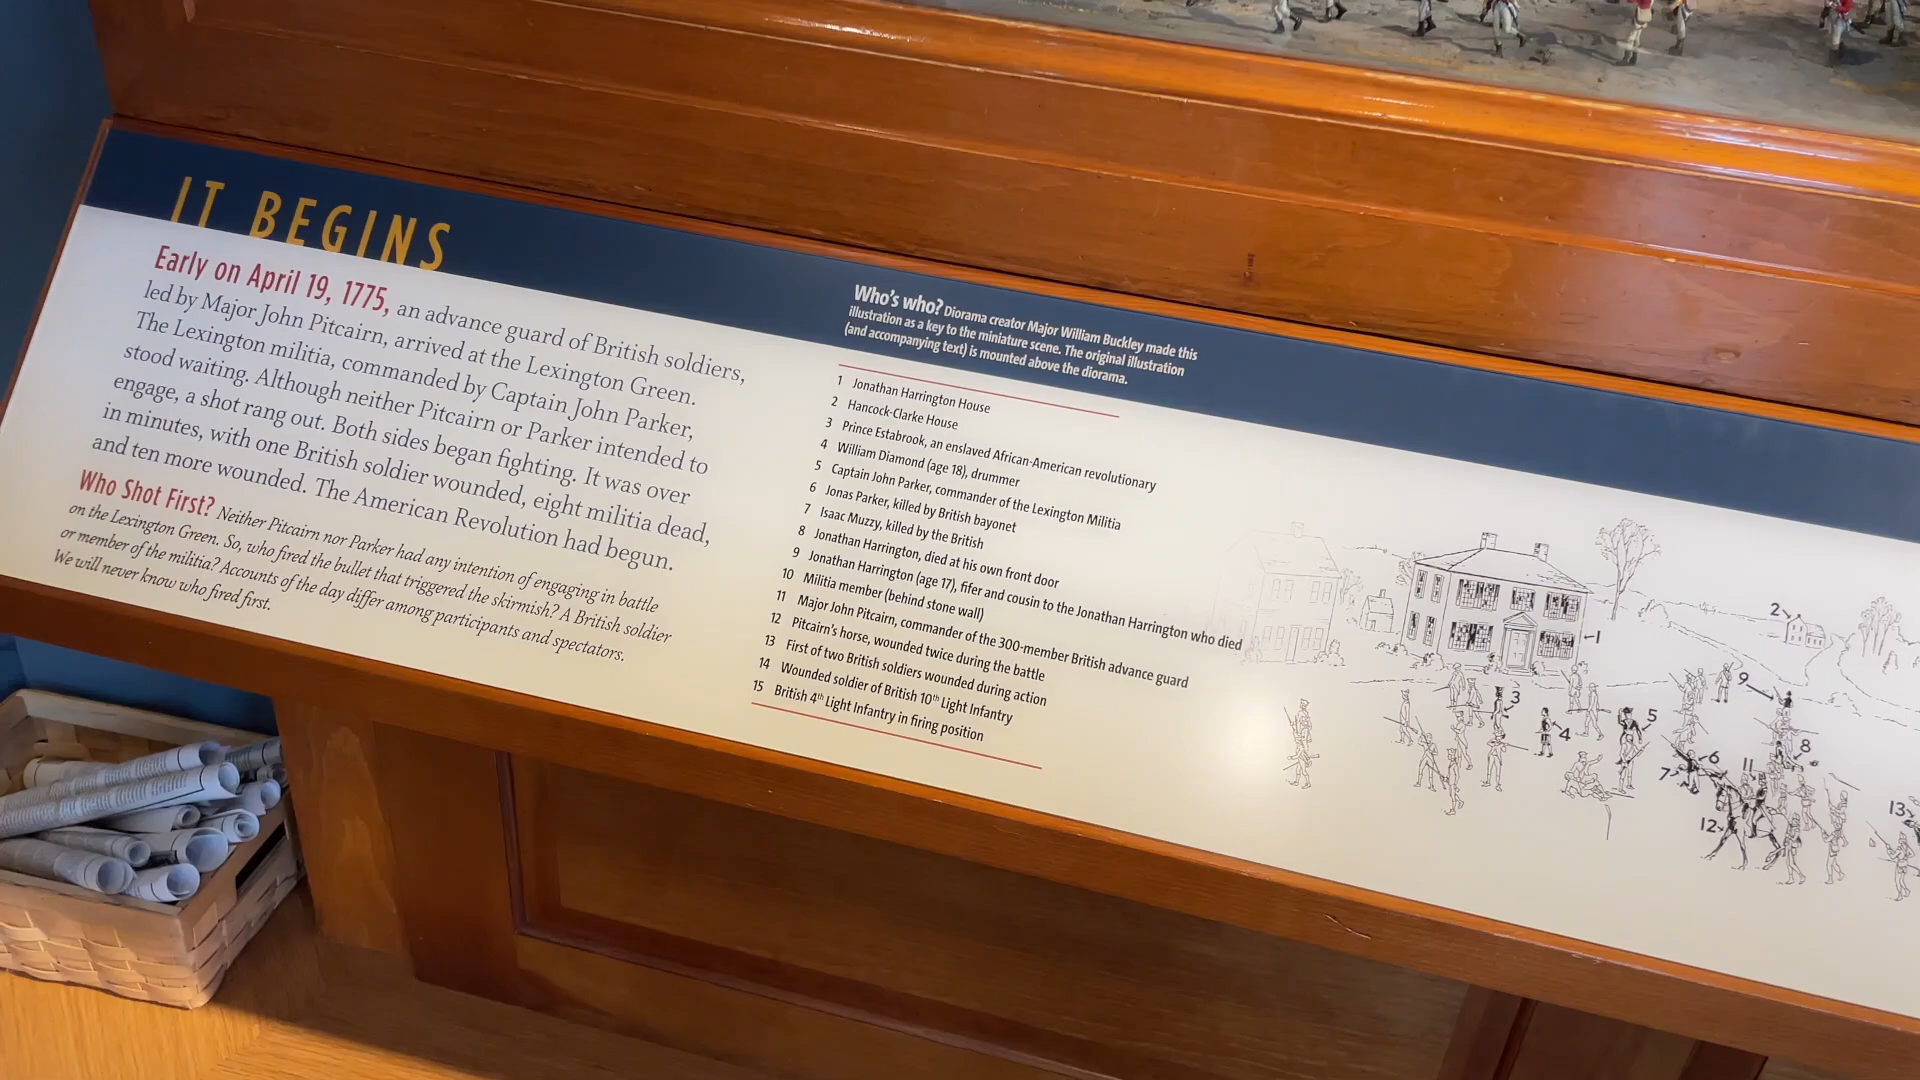 IT BEGINS
Early on April 19, 1775, an advance guard of British soldiers,
led by Major John Pitcairn, arrived at the Lexington Green.
The Lexington militia, commanded by Captain John Parker,
stood waiting. Although neither Pitcairn or Parker intended to
engage, a shot rang out. Both sides began fighting. It was over
in minutes, with one British soldier wounded, eight militia dead,
and ten more wounded. The American Revolution had begun.
Who Shot First? Neither Pitcairn nor Parker had any intention of engaging in battle
on the Lexington Green. So, who fired the bullet that triggered the skirmish? A British soldier
or member of the militia? Accounts of the day differ among participants and spectators.
We will never know who fired first.
Who's who? Diorama creator Major William Buckley made this
illustration as a key to the miniature scene. The original illustration
(and accompanying text) is mounted above the diorama.
1 Jonathan Harrington House
2 Hancock-Clarke House
3 Prince Estabrook, an enslaved African-American revolutionary
4 William Diamond (age 18), drummer
5 Captain John Parker, commander of the Lexington Militia
6 Jonas Parker, killed by British bayonet
7 Isaac Muzzy, killed by the British
8 Jonathan Harrington, died at his own front door
9 Jonathan Harrington (age 17), fifer and cousin to the Jonathan Harrington who died
10 Militia member (behind stone wall)
11 Major John Pitcairn, commander of the 300-member British advance guard
12 Pitcairn's horse, wounded twice during the battle
13 First of two British soldiers wounded during action
14 Wounded soldier of British 10th Light Infantry
15 British 4th Light Infantry in firing position
2
1
9
3
5
4
8
6
7
11
12
13